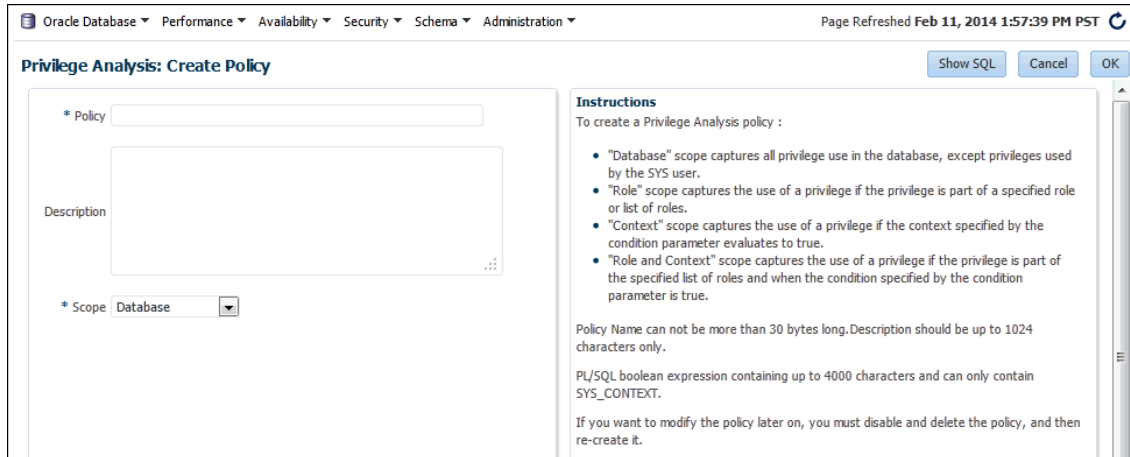 Oracle Database Performance Availability Security Schema Administration
Page Refreshed Feb 11, 2014 1:57:39 PM PST
Privilege Analysis: Create Policy
Show SQL Cancel OK
* Policy
Description
* Scope Database
Instructions
To create a Privilege Analysis policy :
• "Database" scope captures all privilege use in the database, except privileges used
by the SYS user.
• "Role" scope captures the use of a privilege if the privilege is part of a specified role
or list of roles.
• "Context" scope captures the use of a privilege if the context specified by the
condition parameter evaluates to true.
• "Role and Context" scope captures the use of a privilege if the privilege is part of
the specified list of roles and when the condition specified by the condition
parameter is true.
Policy Name can not be more than 30 bytes long.Description should be up to 1024
characters only.
PL/SQL boolean expression containing up to 4000 characters and can only contain
SYS_CONTEXT.
If you want to modify the policy later on, you must disable and delete the policy, and then
re-create it.